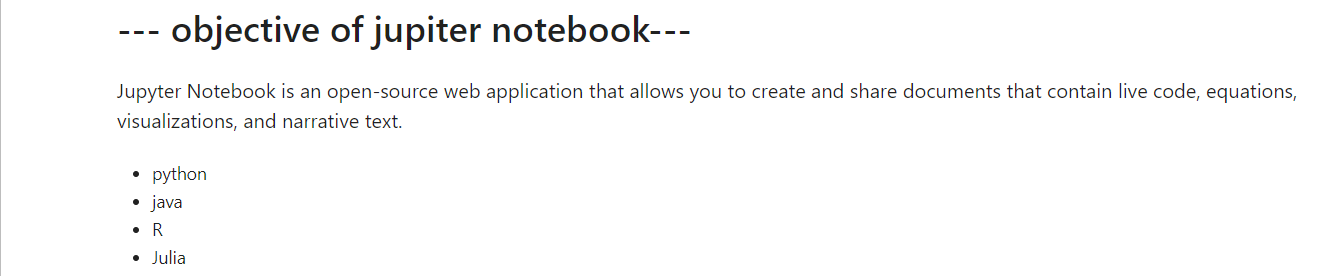 --- objective of jupiter notebook---
Jupyter Notebook is an open-source web application that allows you to create and share documents that contain live code, equations,
visualizations, and narrative text.
• python
• java
• R
• Julia